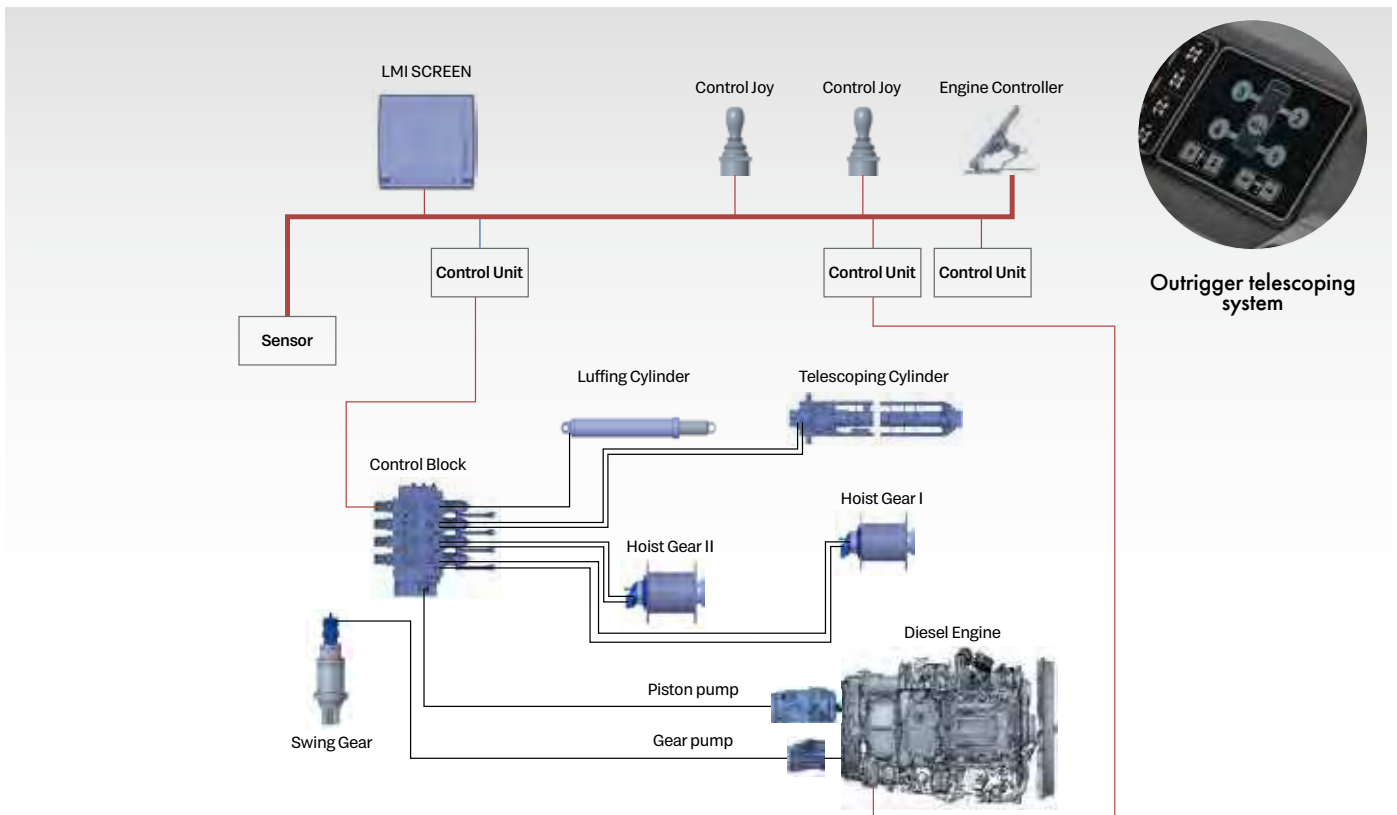 LMI SCREEN
Control Joy
Control Joy
Engine Controller
Control Unit
Control Unit
Control Unit
Outrigger telescoping
system
Sensor
Luffing Cylinder
Telescoping Cylinder
Control Block
Hoist Gear I
Hoist Gear II
Diesel Engine
Piston pump
Swing Gear
Gear pump